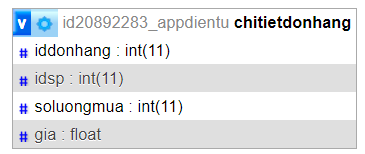 v id20892283_appdientu chitietdonhang
# iddonhang : int(11)
# idsp : int(11)
# soluongmua : int(11)
# gia : float